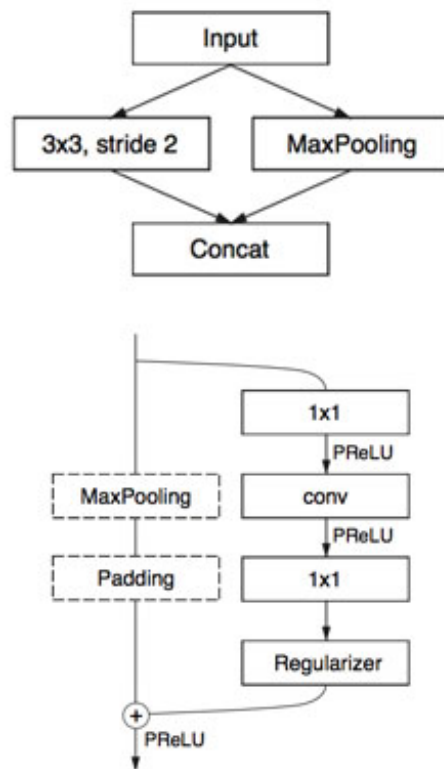 Input
3x3, stride 2
MaxPooling
Concat
1x1
PReLU
MaxPooling
conv
PReLU
Padding
1x1
Regularizer
+
PReLU